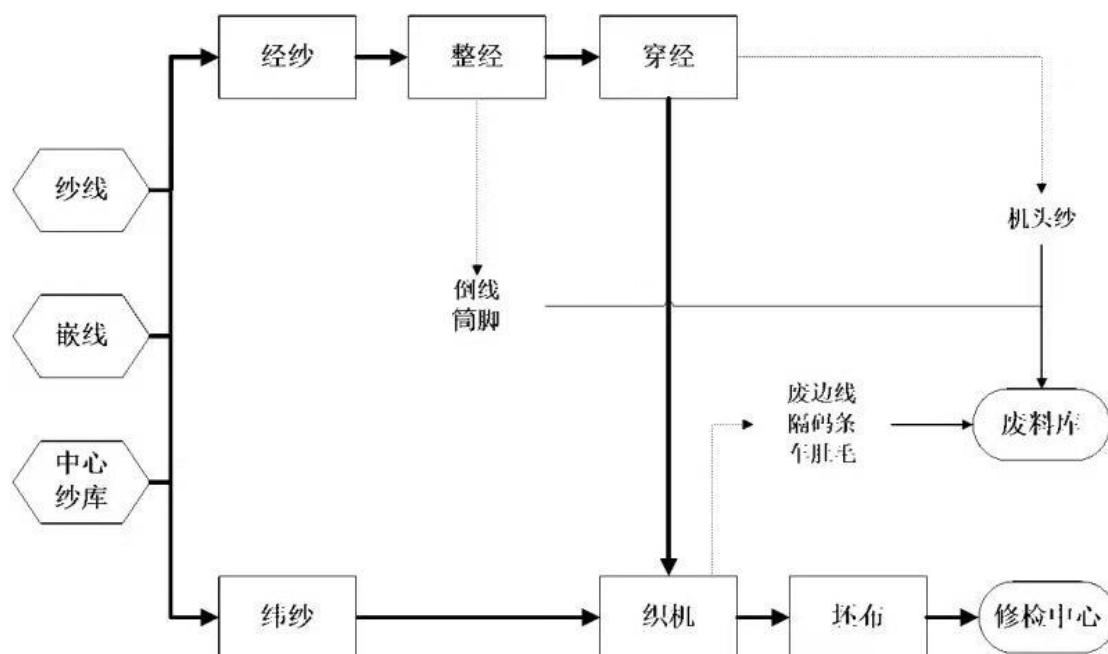 经纱
整经
穿经
纱线
机头纱
倒线
筒脚
嵌线
废边线
隔码条
车肚毛
废料库
中心
纱库
纬纱
织机
坯布
修检中心